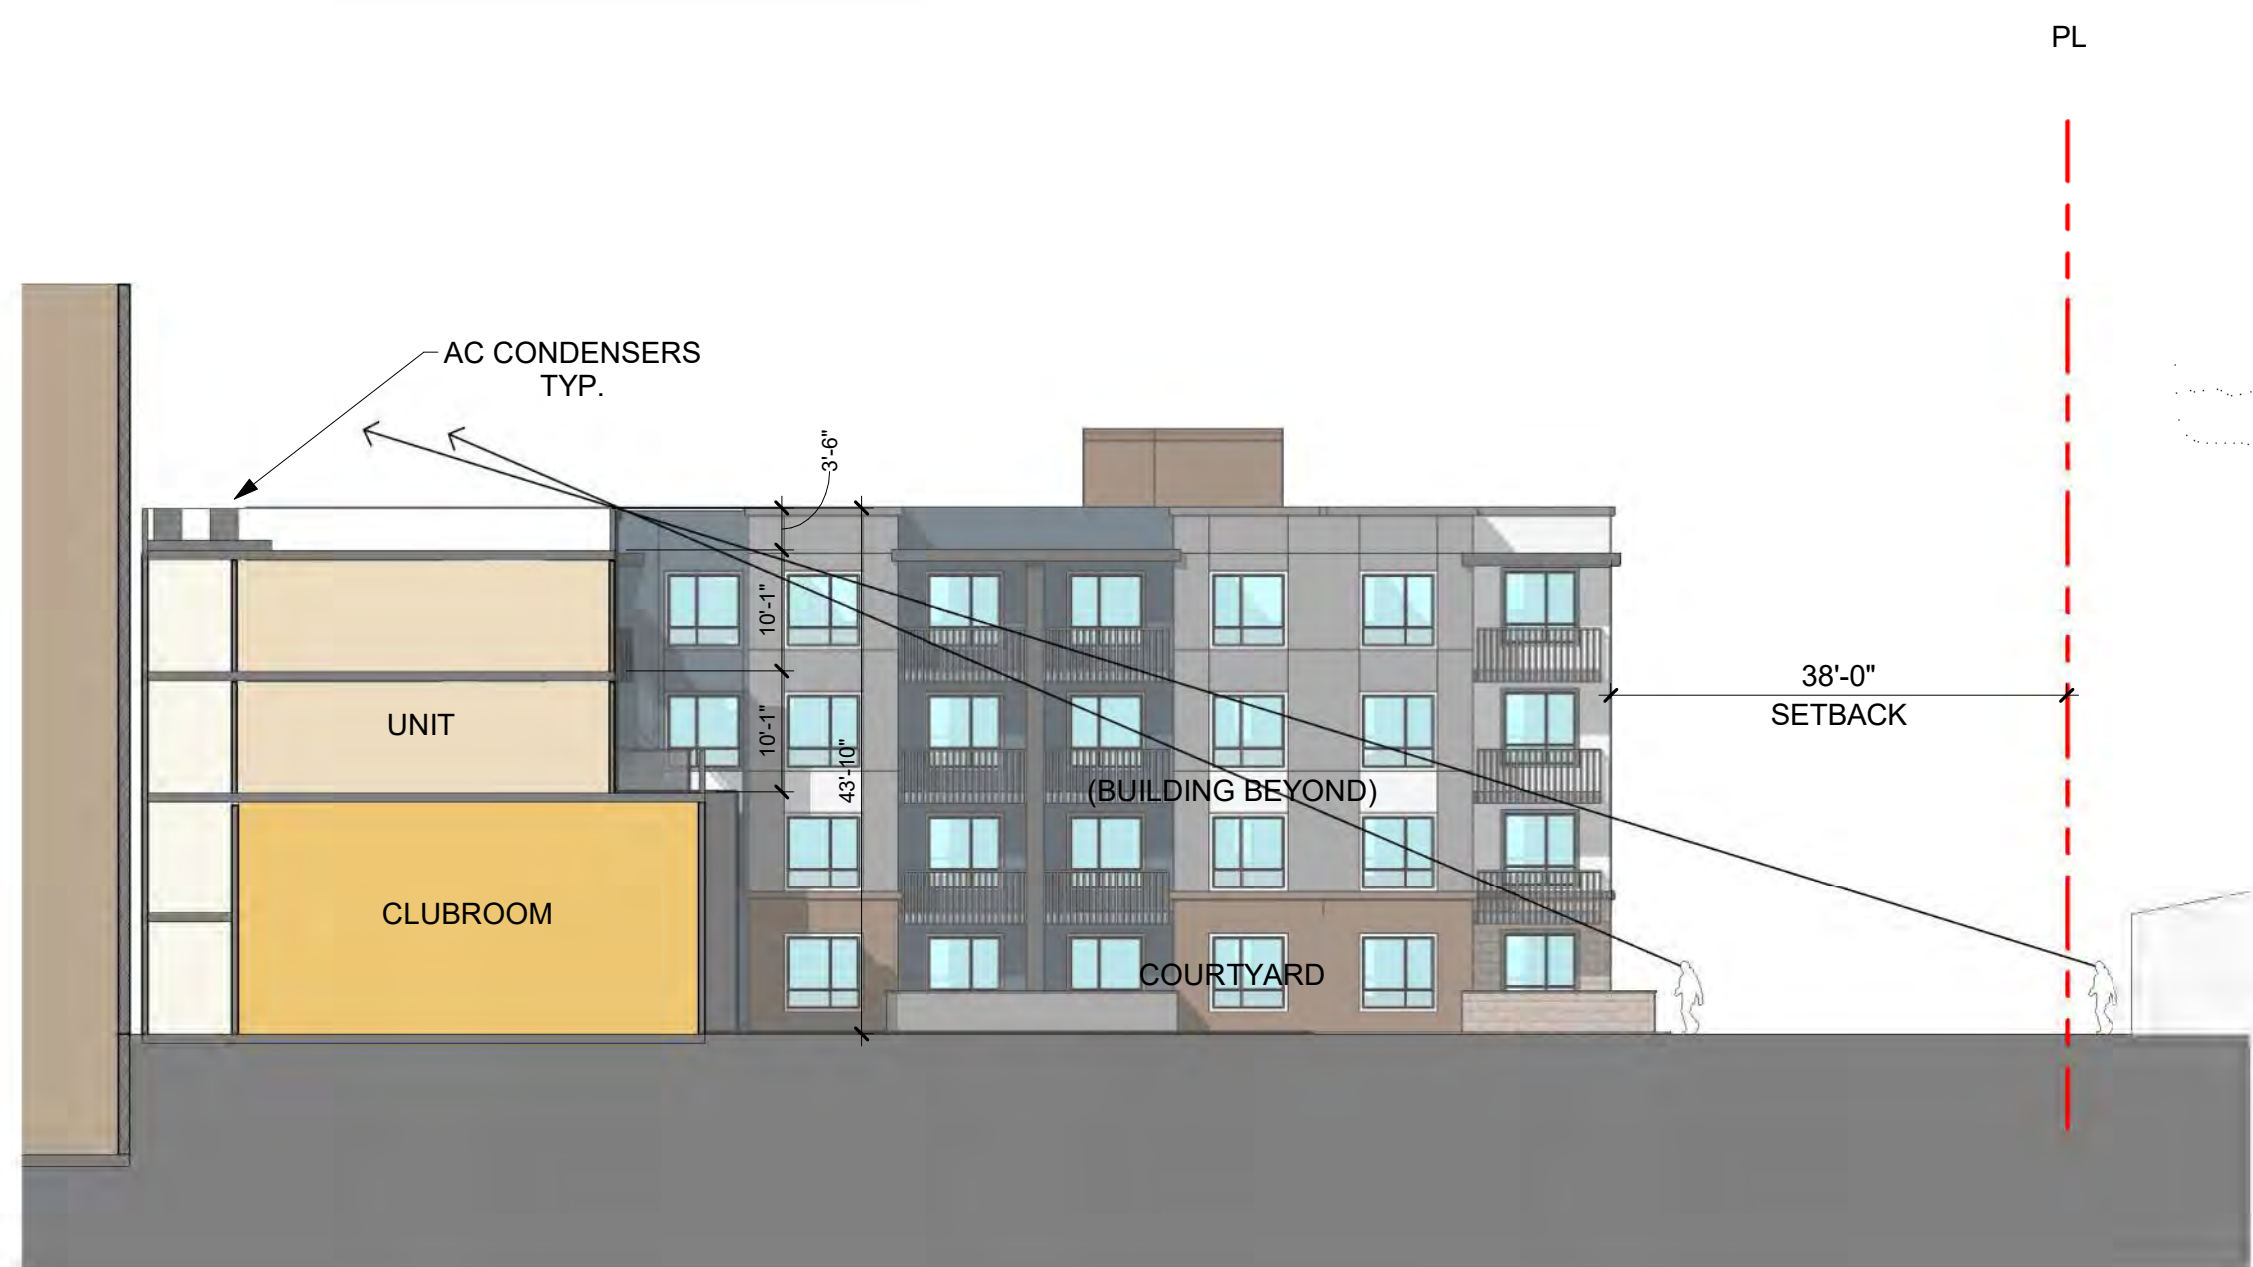 PL
AC CONDENSERS
TYP.
3'-6"
10'-1"
10'-1"
43'-10"
38'-0"
SETBACK
UNIT
(BUILDING BEYOND)
CLUBROOM
COURTYARD